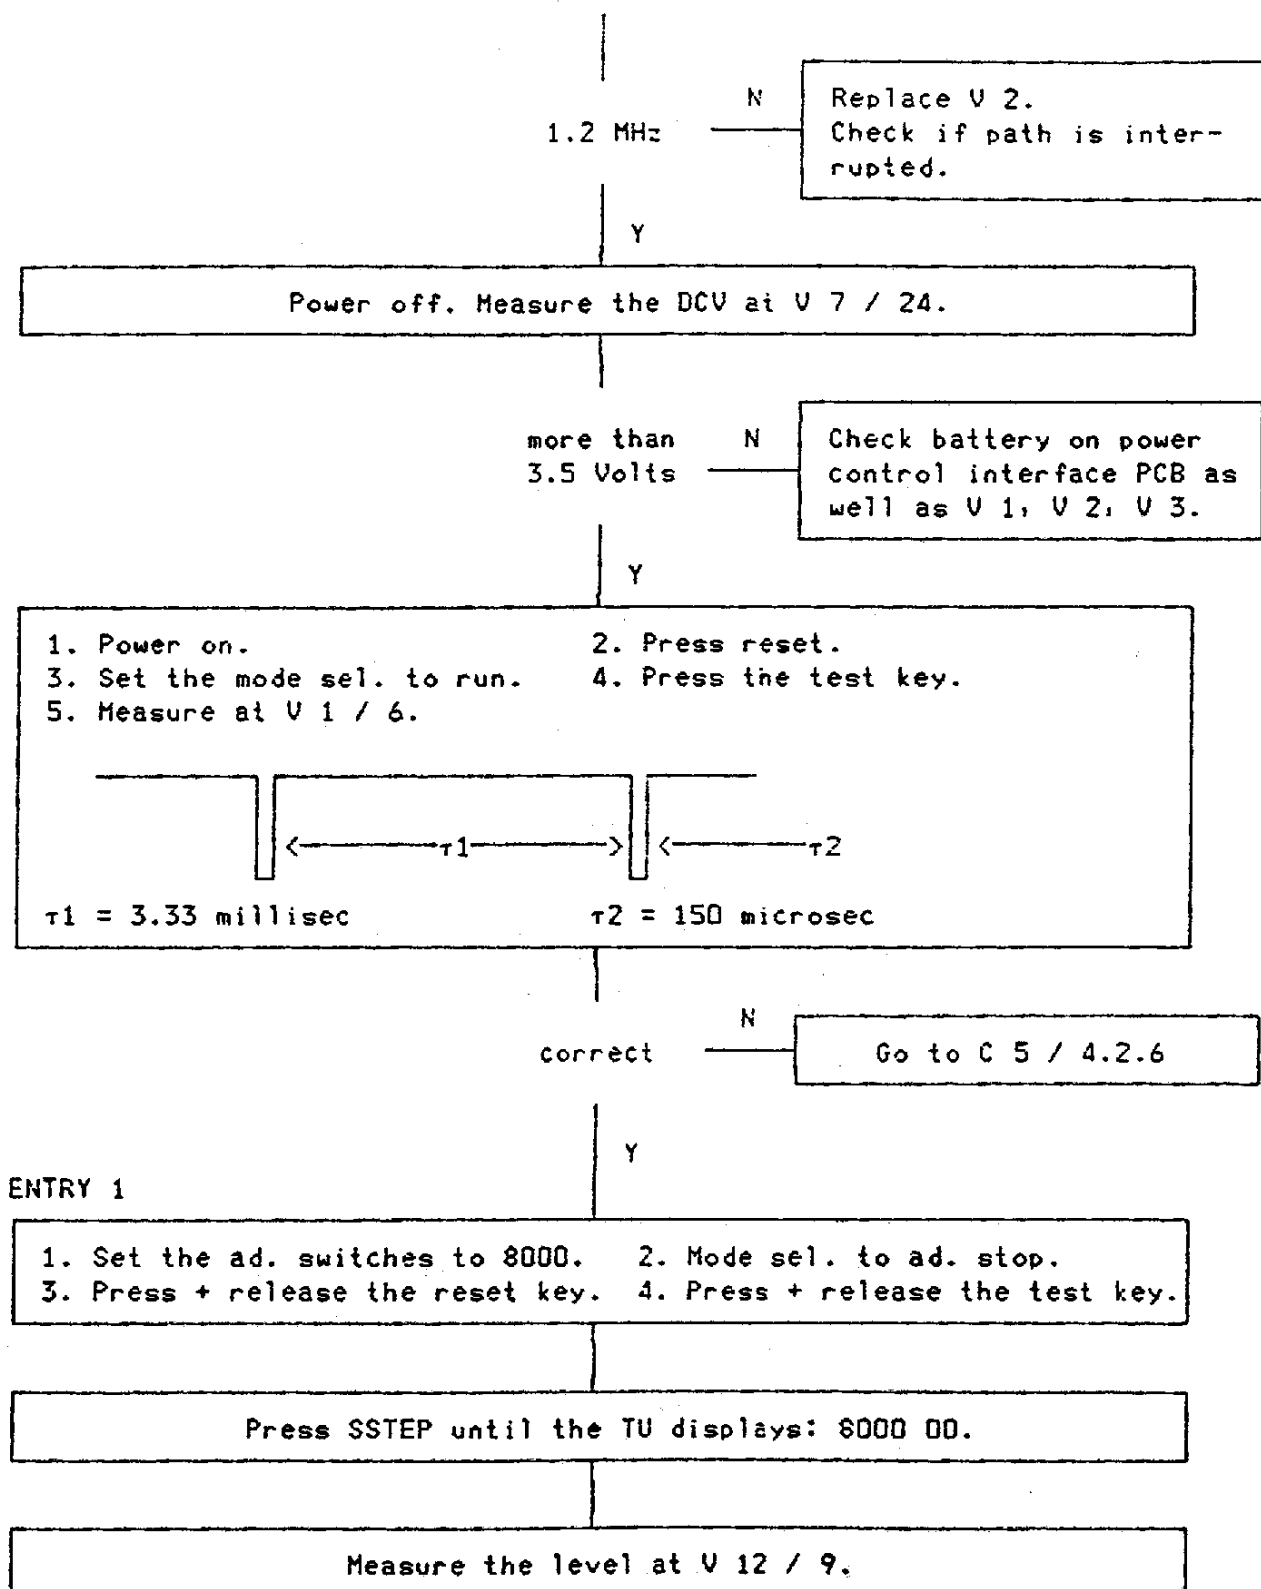 N
1.2 MHz
Replace V 2.
Check if path is inter-
rupted.
Y
Power off. Measure the DCV at V 7 / 24.
more than
3.5 Volts
N
Check battery on power
control interface PCB as
well as V 1, V 2, V 3.
Y
1. Power on. 2. Press reset.
3. Set the mode sel. to run. 4. Press the test key.
5. Measure at V 1 / 6.
<----τ1----> <----τ2
τ1 = 3.33 millisec τ2 = 150 microsec
correct
N
Go to C 5 / 4.2.6
Y
ENTRY 1
1. Set the ad. switches to 8000. 2. Mode sel. to ad. stop.
3. Press + release the reset key. 4. Press + release the test key.
Press SSTEP until the TU displays: 8000 00.
Measure the level at V 12 / 9.